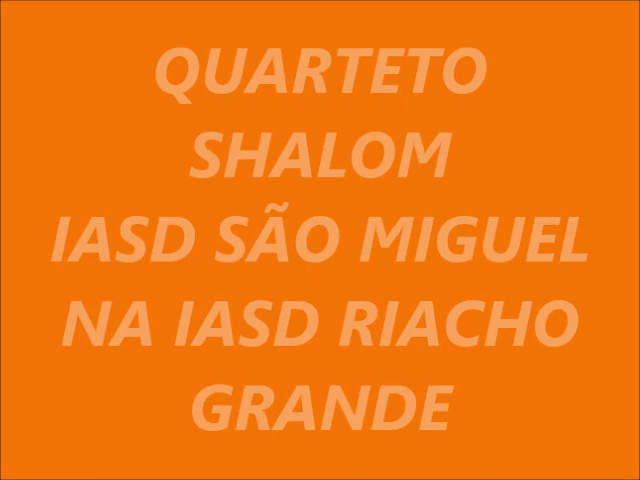 QUARTETO
SHALOM
IASD SÃO MIGUEL
NA IASD RIACHO
GRANDE